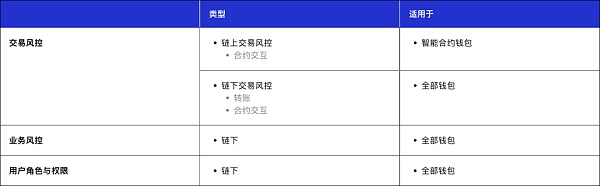 类型
适用于
交易风控
链上交易风控
合约交互
智能合约钱包
链下交易风控
转账
合约交互
全部钱包
业务风控
链下
全部钱包
用户角色与权限
链下
全部钱包